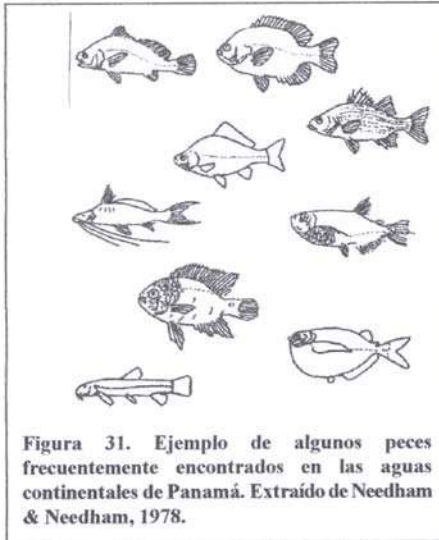 Figura 31. Ejemplo de algunos peces
frecuentemente encontrados en las aguas
continentales de Panamá. Extraído de Needham
& Needham, 1978.